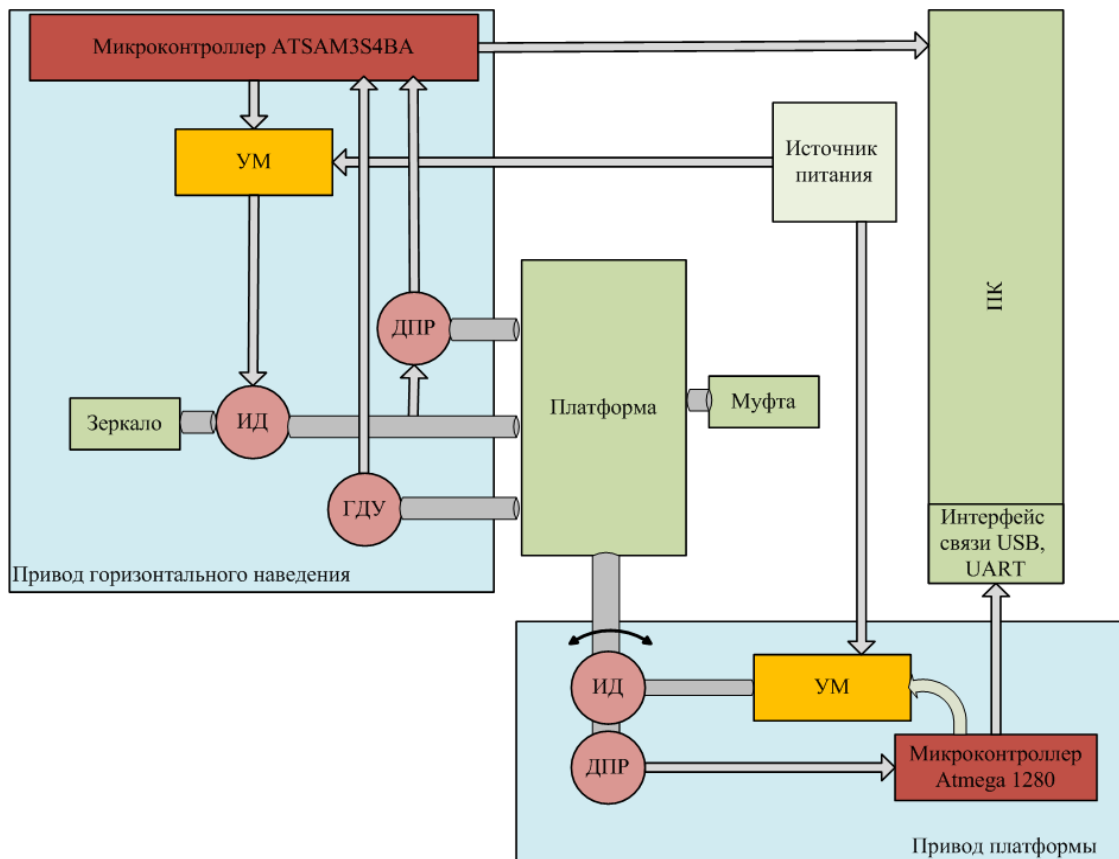 Микроконтроллер ATSAM3S4BA
УМ
Источник
питания
ПК
ДПР
Зеркало
ИД
Платформа
Муфта
ГДУ
Интерфейс
связи USB,
UART
Привод горизонтального наведения
ИД
УМ
ДПР
Микроконтроллер
Atmega 1280
Привод платформы